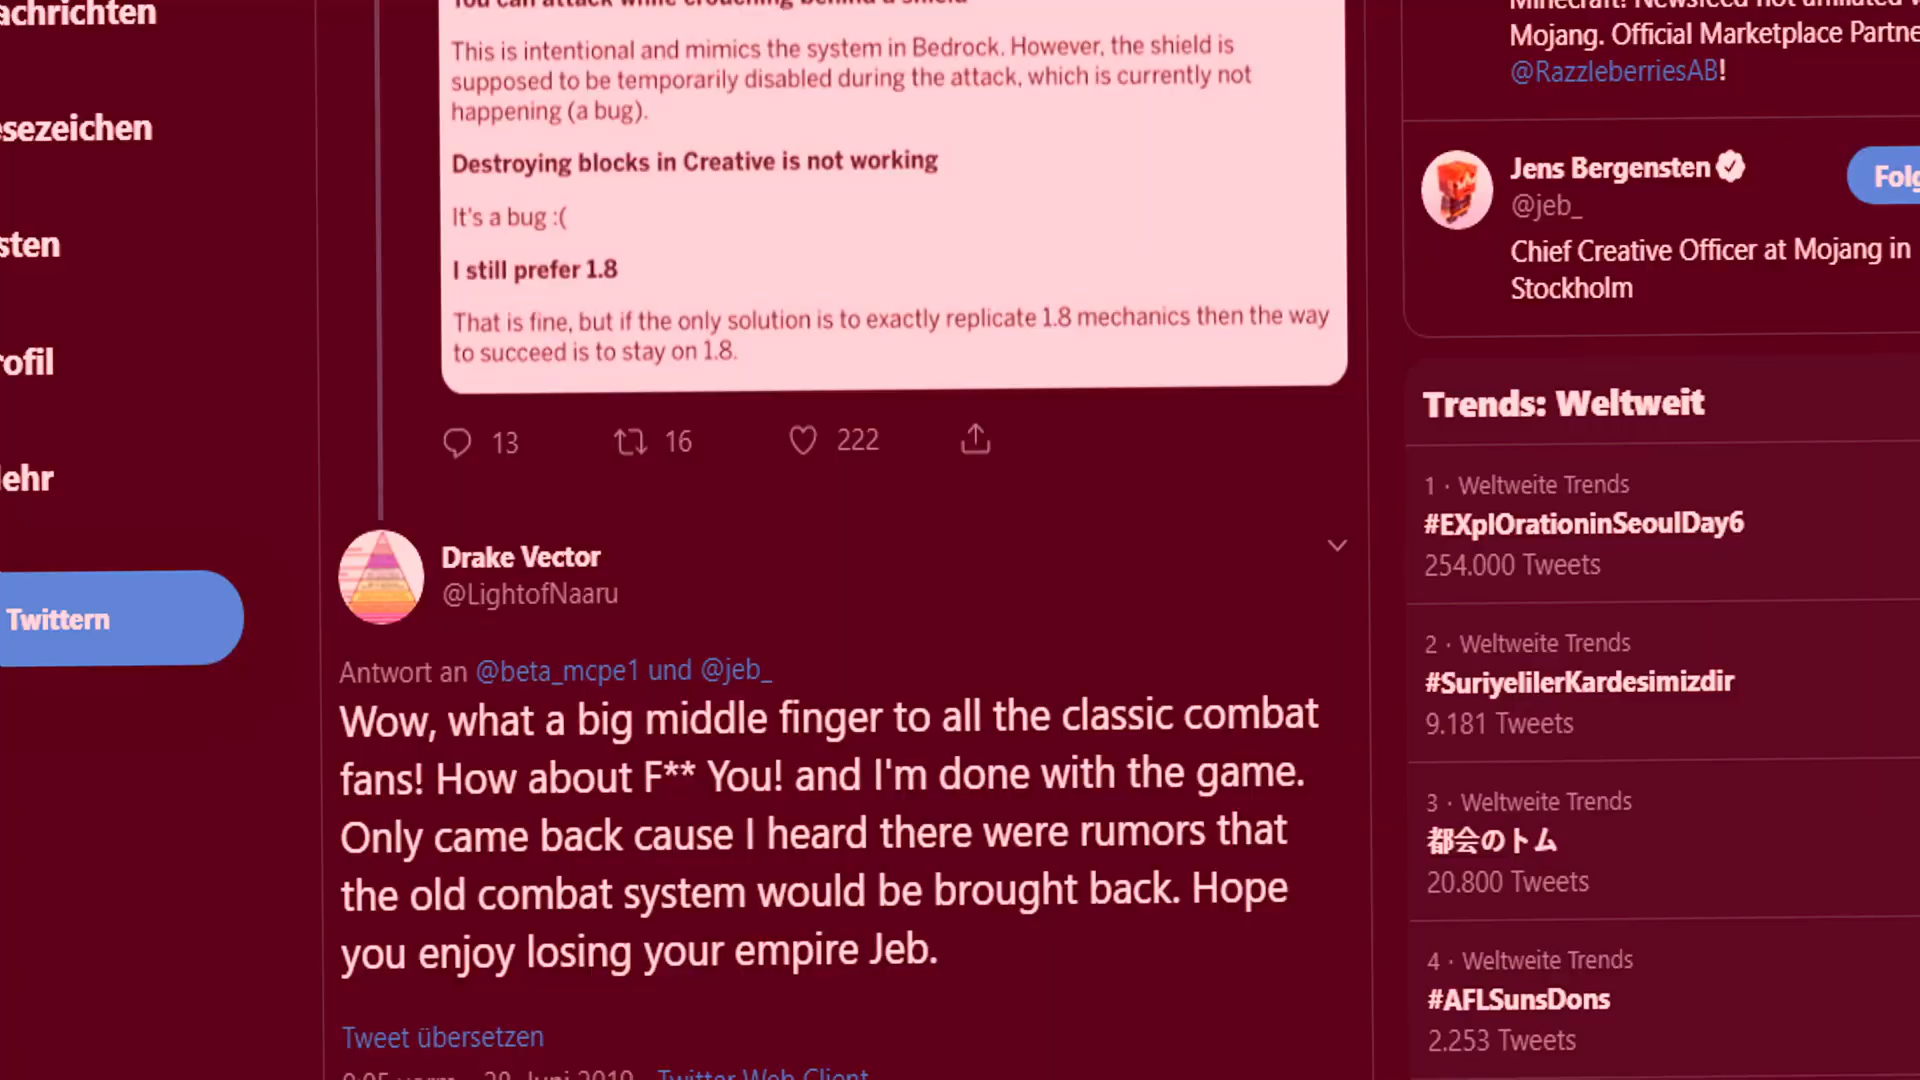 achrichten
esezeichen
sten
rofil
ehr
Twittern
You can attack while crouching behind a shield
This is intentional and mimics the system in Bedrock. However, the shield is
supposed to be temporarily disabled during the attack, which is currently not
happening (a bug).
Destroying blocks in Creative is not working
It's a bug :(
I still prefer 1.8
That is fine, but if the only solution is to exactly replicate 1.8 mechanics then the way
to succeed is to stay on 1.8.
13 16 222
Drake Vector
@LightofNaaru
Antwort an @beta_mcpe1 und @jeb_
Wow, what a big middle finger to all the classic combat
fans! How about F** You! and I'm done with the game.
Only came back cause I heard there were rumors that
the old combat system would be brought back. Hope
you enjoy losing your empire Jeb.
Tweet übersetzen
Juni 2019 Twitter Web Client
Minecraft! Newsfeed not affiliated
Mojang. Official Marketplace Partne
@RazzleberriesAB!
Jens Bergensten
@jeb_
Folg
Chief Creative Officer at Mojang in
Stockholm
Trends: Weltweit
1 · Weltweite Trends
#EXplOrationinSeoulDay6
254.000 Tweets
2 · Weltweite Trends
#SuriyelilerKardesimizdir
9.181 Tweets
3 · Weltweite Trends
都会のトム
20.800 Tweets
4 · Weltweite Trends
#AFLSunsDons
2.253 Tweets